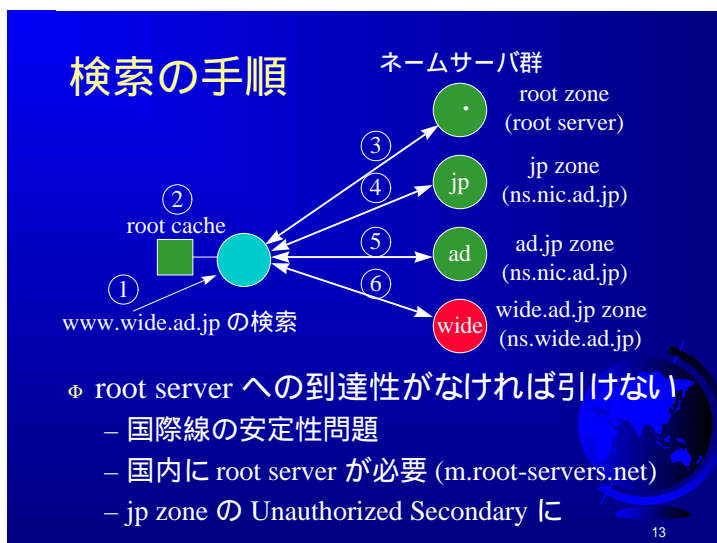 検索の手順
ネームサーバ群
・
root zone
(root server)
③
jp
jp zone
(ns.nic.ad.jp)
④
②
root cache
⑤
ad
ad.jp zone
(ns.nic.ad.jp)
⑥
①
www.wide.ad.jp の検索
wide
wide.ad.jp zone
(ns.wide.ad.jp)
Φ root server への到達性がなければ引けない
– 国際線の安定性問題
– 国内に root server が必要 (m.root-servers.net)
– jp zone の Unauthorized Secondary に
13